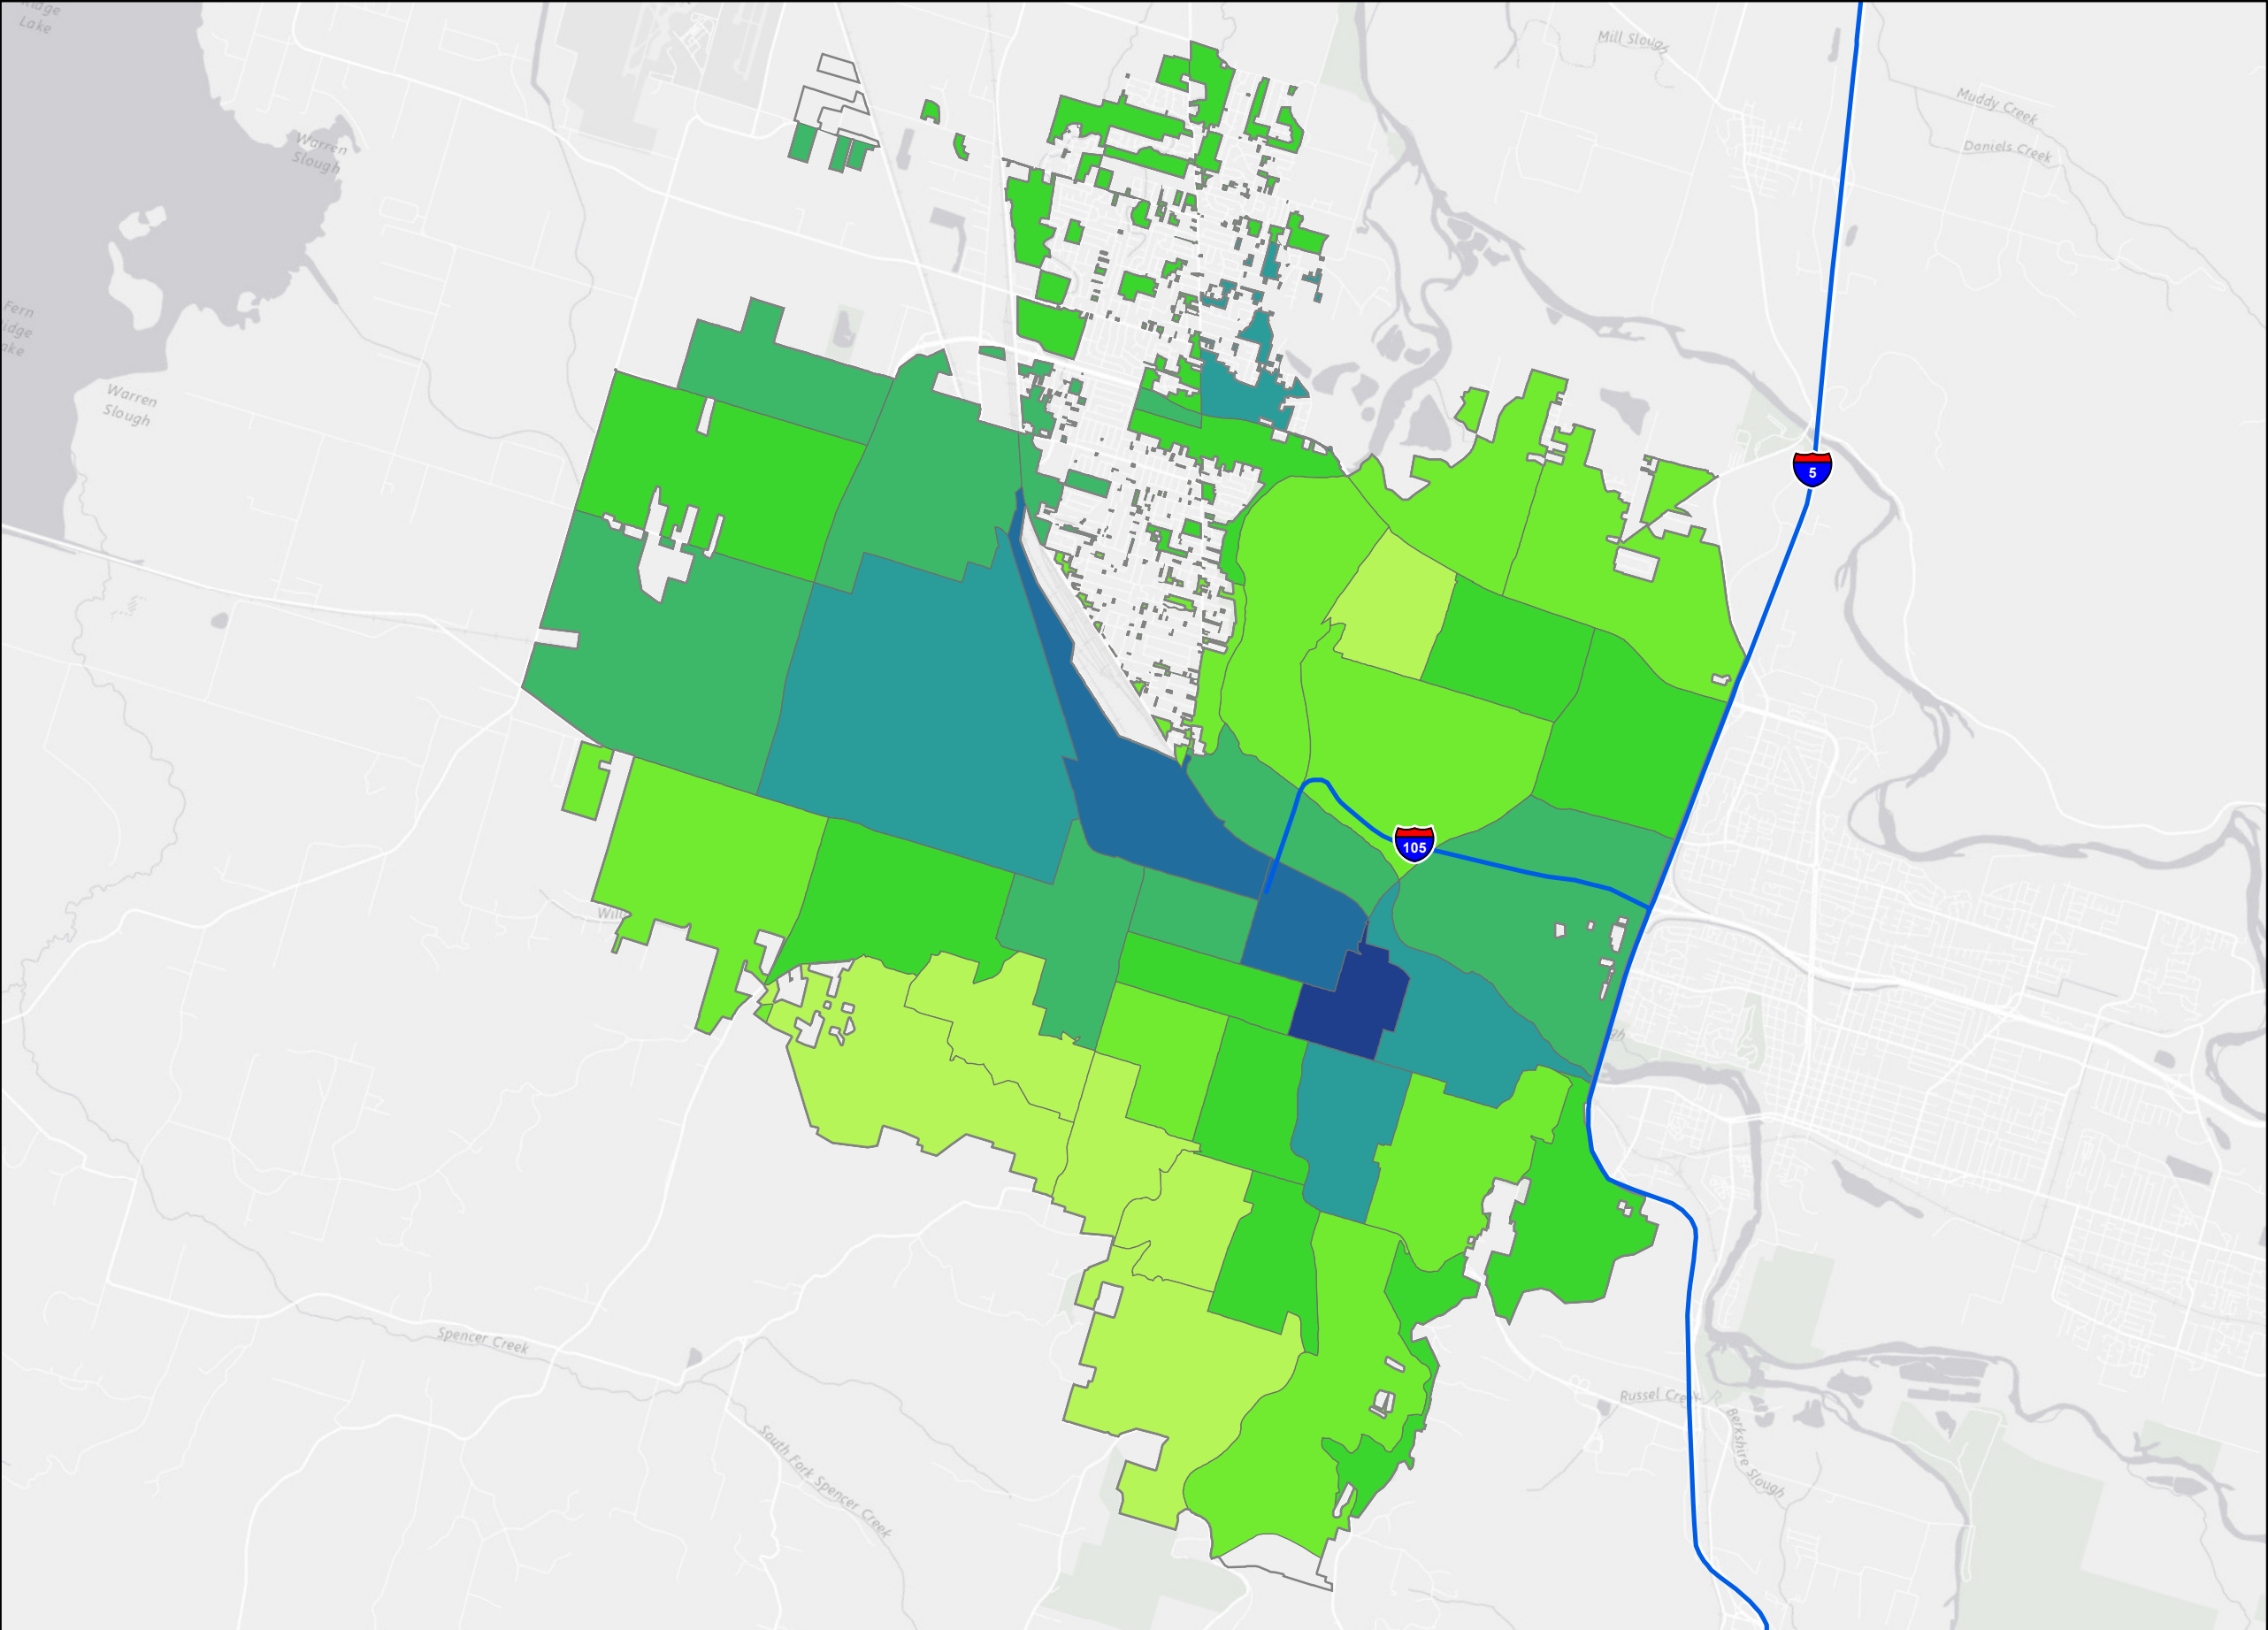 Ridge
Lake
Mill Slough
Muddy Creek
Daniels Creek
Warren
Slough
Fern
Ridge
Lake
Warren
Slough
5
105
Spencer Creek
Russel Creek
South Fork Spencer Creek
Berkshire Slough